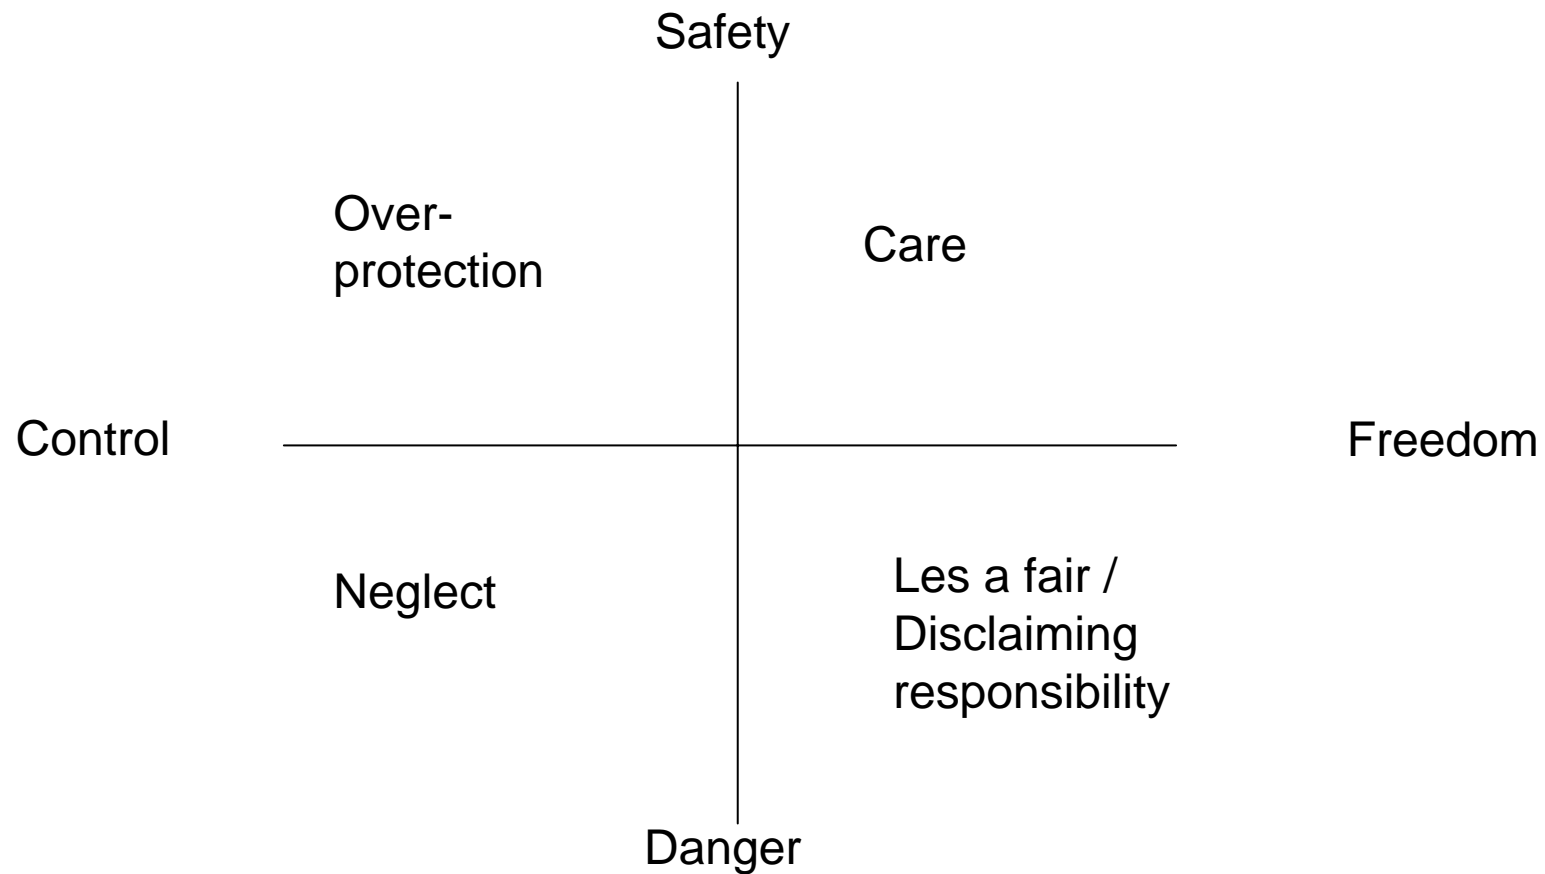 Safety
Over-
protection
Care
Control
Freedom
Neglect
Les a fair /
Disclaiming
responsibility
Danger